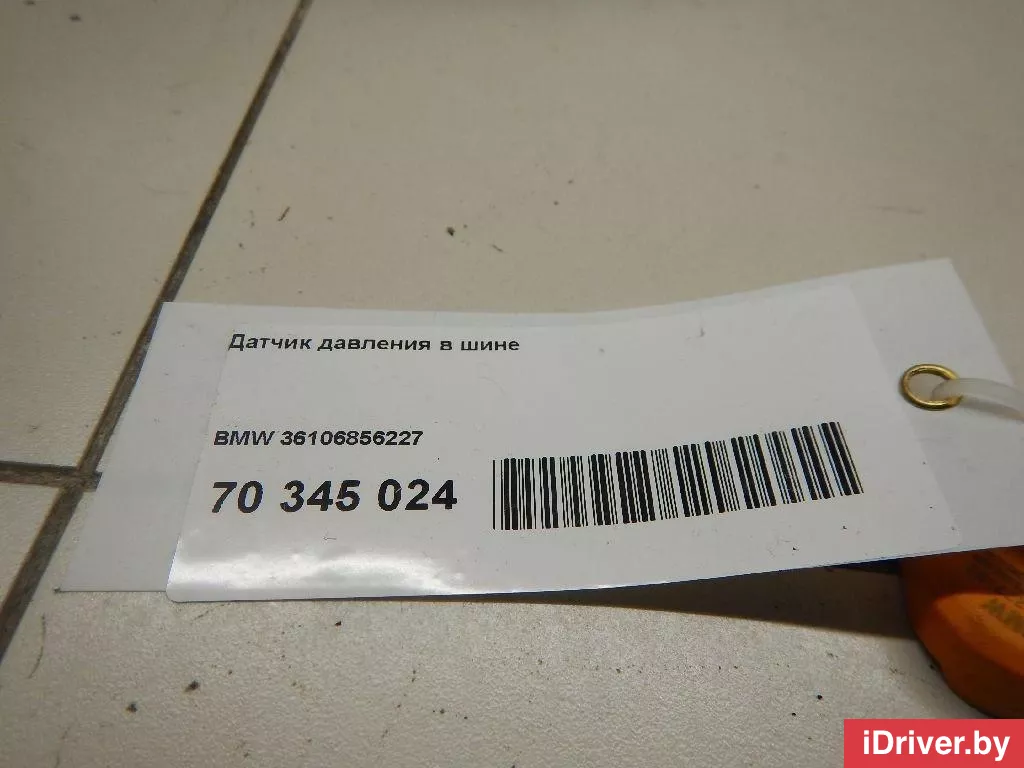 Датчик давления в шине
BMW 36106856227
70 345 024
iDriver.by